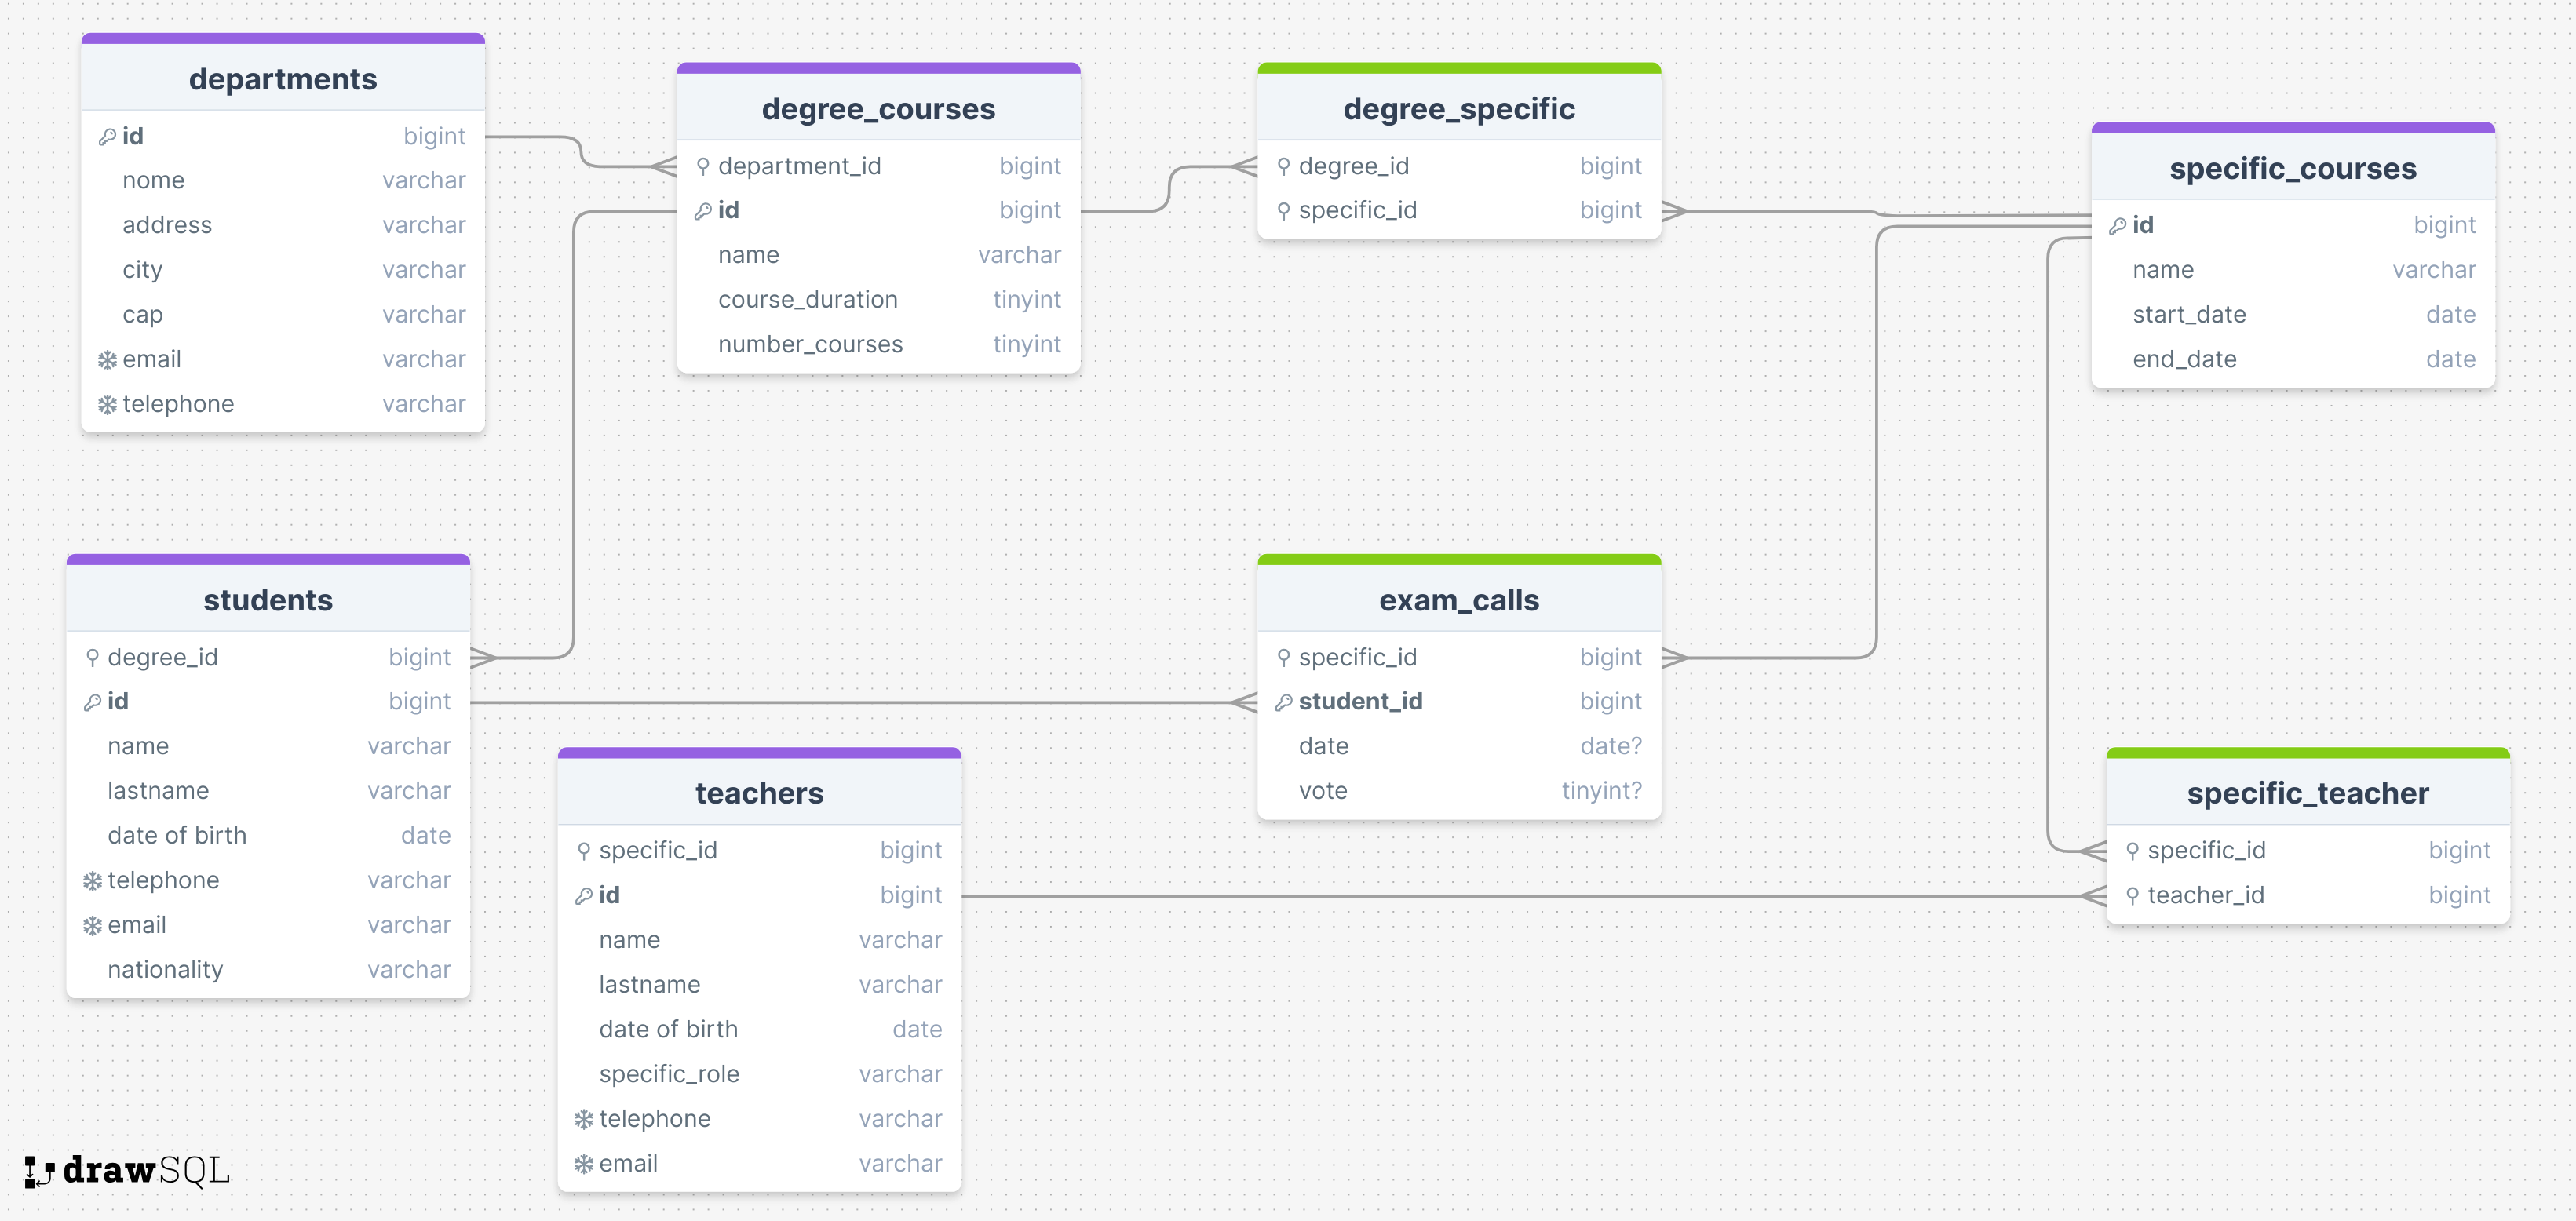 departments
id bigint
nome varchar
address varchar
city varchar
cap varchar
email varchar
telephone varchar
degree_courses
department_id bigint
id bigint
name varchar
course_duration tinyint
number_courses tinyint
degree_specific
degree_id bigint
specific_id bigint
specific_courses
id bigint
name varchar
start_date date
end_date date
students
degree_id bigint
id bigint
name varchar
lastname varchar
date of birth date
telephone varchar
email varchar
nationality varchar
teachers
specific_id bigint
id bigint
name varchar
lastname varchar
date of birth date
specific_role varchar
telephone varchar
email varchar
exam_calls
specific_id bigint
student_id bigint
date date?
vote tinyint?
specific_teacher
specific_id bigint
teacher_id bigint
drawSQL